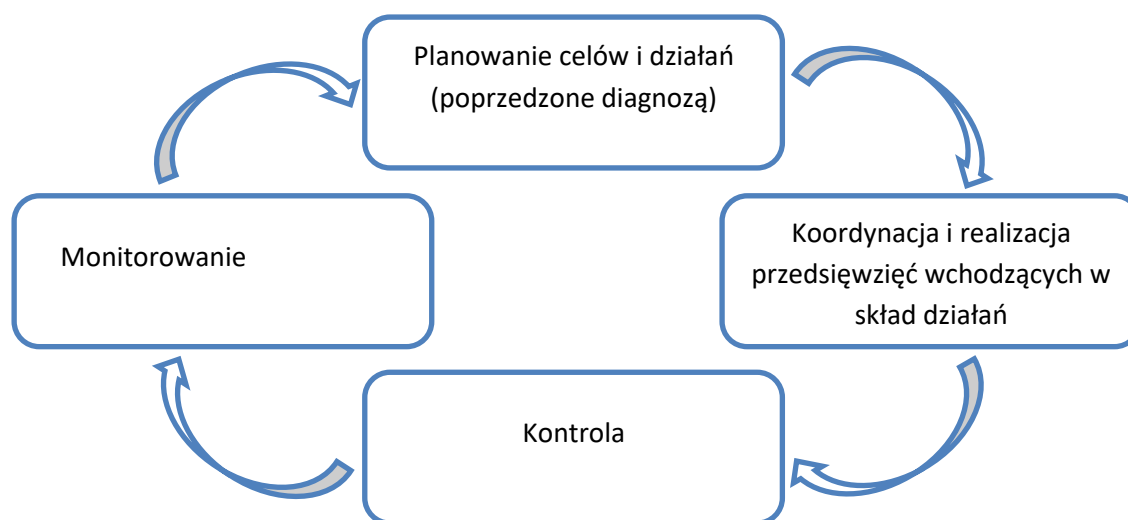 Planowanie celów i działań
(poprzedzone diagnozą)
Monitorowanie
Koordynacja i realizacja
przedsięwzięć wchodzących w
skład działań
Kontrola